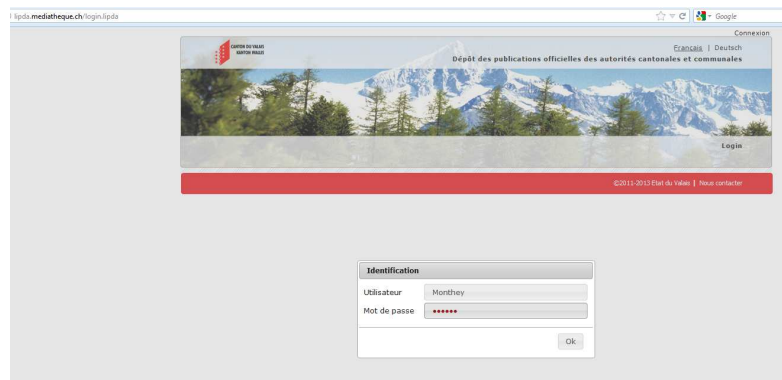 lipda.mediatheque.ch/login.lipda
Google
Connexion
CANTON DU VALAIS
KANTON WALLIS
Français | Deutsch
Dépôt des publications officielles des autorités cantonales et communales
Login
©2011-2013 Etat du Valais | Nous contacter
Identification
Utilisateur Monthey
Mot de passe ••••••
Ok